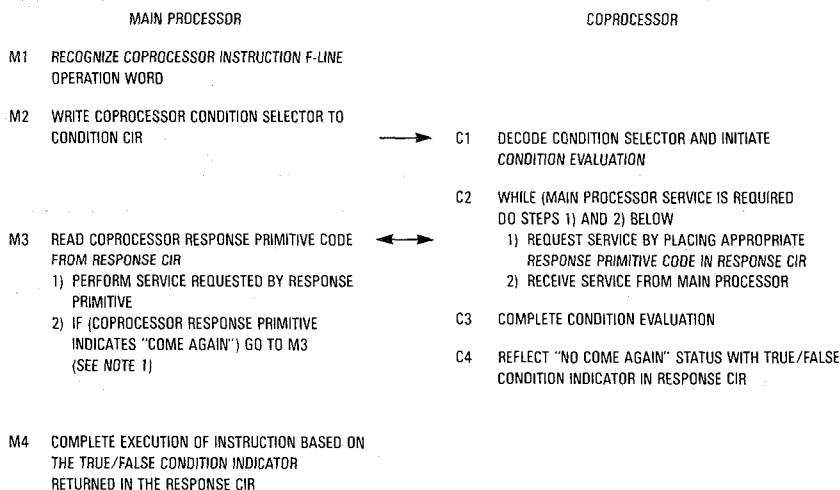 MAIN PROCESSOR
COPROCESSOR
M1 RECOGNIZE COPROCESSOR INSTRUCTION F-LINE
OPERATION WORD
M2 WRITE COPROCESSOR CONDITION SELECTOR TO
CONDITION CIR
C1 DECODE CONDITION SELECTOR AND INITIATE
CONDITION EVALUATION
C2 WHILE (MAIN PROCESSOR SERVICE IS REQUIRED
DO STEPS 1) AND 2) BELOW
1) REQUEST SERVICE BY PLACING APPROPRIATE
RESPONSE PRIMITIVE CODE IN RESPONSE CIR
2) RECEIVE SERVICE FROM MAIN PROCESSOR
M3 READ COPROCESSOR RESPONSE PRIMITIVE CODE
FROM RESPONSE CIR
1) PERFORM SERVICE REQUESTED BY RESPONSE
PRIMITIVE
2) IF (COPROCESSOR RESPONSE PRIMITIVE
INDICATES "COME AGAIN") GO TO M3
(SEE NOTE 1)
C3 COMPLETE CONDITION EVALUATION
C4 REFLECT "NO COME AGAIN" STATUS WITH TRUE/FALSE
CONDITION INDICATOR IN RESPONSE CIR
M4 COMPLETE EXECUTION OF INSTRUCTION BASED ON
THE TRUE/FALSE CONDITION INDICATOR
RETURNED IN THE RESPONSE CIR